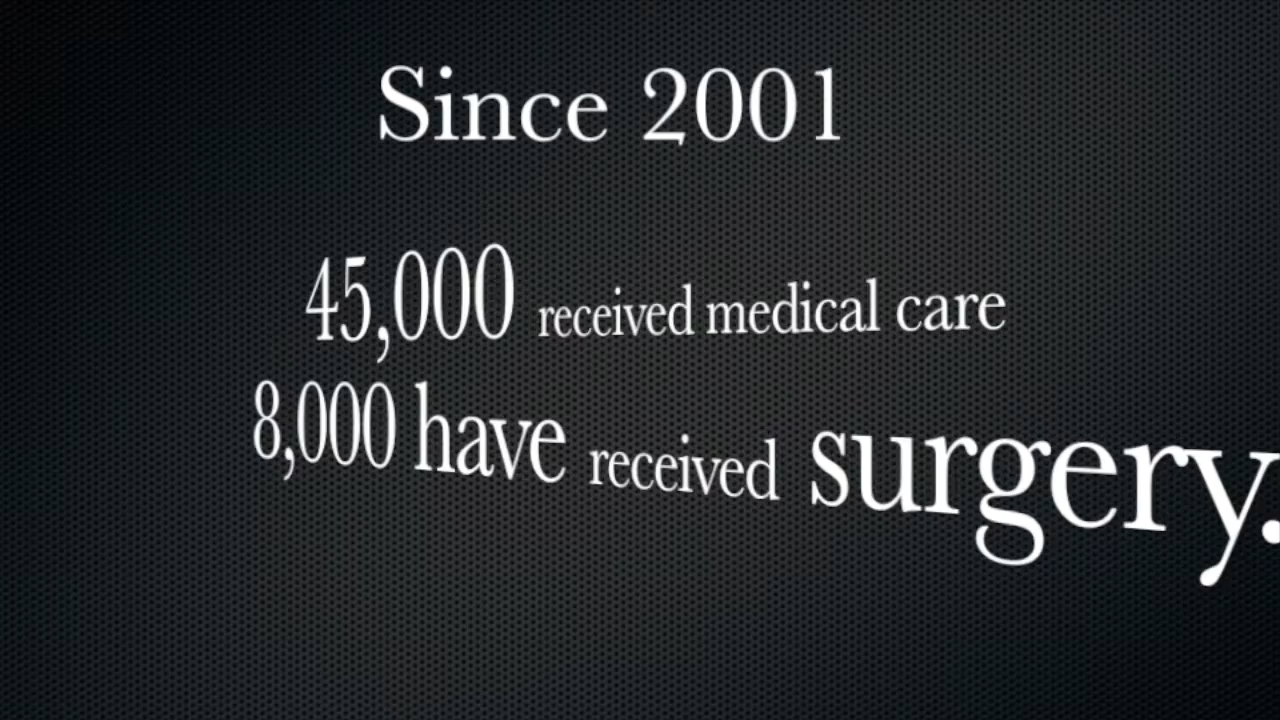 Since 2001
45,000 received medical care
8,000 have received surgery.